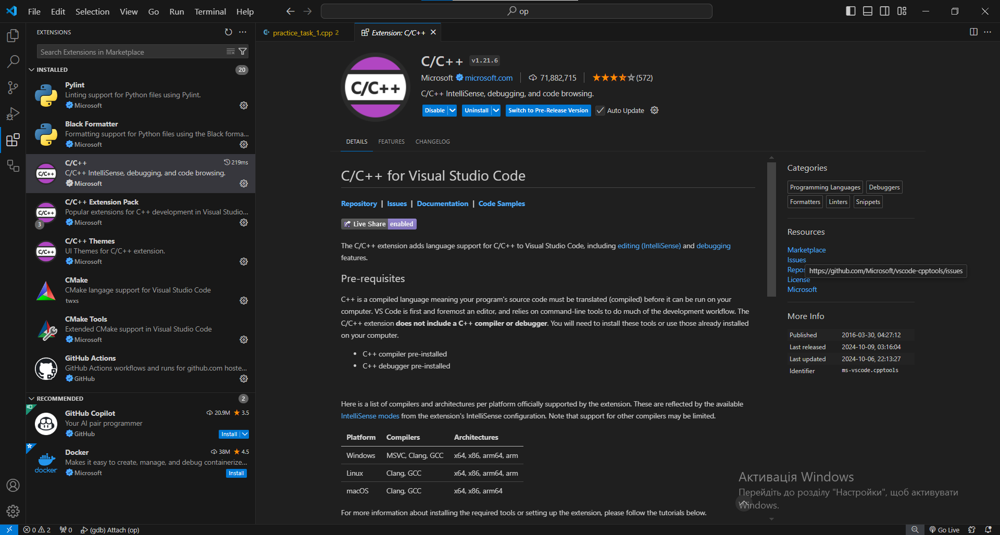 File Edit Selection View Go Run Terminal Help
op
EXTENSIONS
Search Extensions in Marketplace
INSTALLED 20
Pylint
Linting support for Python files using Pylint.
Microsoft
Black Formatter
Formatting support for Python files using the Black forma...
Microsoft
C/C++ 219ms
C/C++ IntelliSense, debugging, and code browsing.
Microsoft
C/C++ Extension Pack
Popular extensions for C++ development in Visual Studio...
3
Microsoft
C/C++ Themes
UI Themes for C/C++ extension.
Microsoft
CMake
CMake langage support for Visual Studio Code
twxs
CMake Tools
Extended CMake support in Visual Studio Code
Microsoft
GitHub Actions
GitHub Actions workflows and runs for github.com hoste...
GitHub
RECOMMENDED 2
GitHub Copilot 20.9M 3.5
Your AI pair programmer
GitHub Install
Docker 38M 4.5
Makes it easy to create, manage, and debug containerize...
docker Microsoft Install
practice_task_1.cpp 2 Extension: C/C++
C/C++
C/C++ v1.21.6
Microsoft microsoft.com 71,882,715 (572)
C/C++ IntelliSense, debugging, and code browsing.
Disable Uninstall Switch to Pre-Release Version Auto Update
DETAILS FEATURES CHANGELOG
C/C++ for Visual Studio Code
Repository | Issues | Documentation | Code Samples
Live Share enabled
The C/C++ extension adds language support for C/C++ to Visual Studio Code, including editing (IntelliSense) and debugging
features.
Pre-requisites
C++ is a compiled language meaning your program's source code must be translated (compiled) before it can be run on your
computer. VS Code is first and foremost an editor, and relies on command-line tools to do much of the development workflow. The
C/C++ extension does not include a C++ compiler or debugger. You will need to install these tools or use those already installed
on your computer.
• C++ compiler pre-installed
• C++ debugger pre-installed
Here is a list of compilers and architectures per platform officially supported by the extension. These are reflected by the available
IntelliSense modes from the extension's IntelliSense configuration. Note that support for other compilers may be limited.
Platform Compilers Architectures
Windows MSVC, Clang, GCC x64, x86, arm64, arm
Linux Clang, GCC x64, x86, arm64, arm
macOS Clang, GCC x64, x86, arm64
For more information about installing the required tools or setting up the extension, please follow the tutorials below.
Categories
Programming Languages Debuggers
Formatters Linters Snippets
Resources
Marketplace
Issues
Repos
https://github.com/Microsoft/vscode-cpptools/issues
License
Microsoft
More Info
Published 2016-03-30, 04:27:12
Last released 2024-10-09, 03:16:04
Last updated 2024-10-06, 22:13:27
Identifier ms-vscode.cpptools
Активація Windows
Перейдіть до розділу "Настройки", щоб активувати
Windows.
0 2 0 (gdb) Attach (op) Go Live